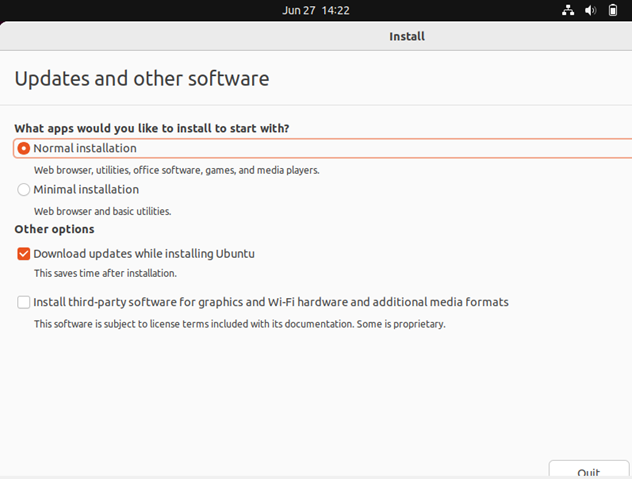 Jun 27 14:22
Install
Updates and other software
What apps would you like to install to start with?
Normal installation
Web browser, utilities, office software, games, and media players.
Minimal installation
Web browser and basic utilities.
Other options
Download updates while installing Ubuntu
This saves time after installation.
Install third-party software for graphics and Wi-Fi hardware and additional media formats
This software is subject to license terms included with its documentation. Some is proprietary.
Quit